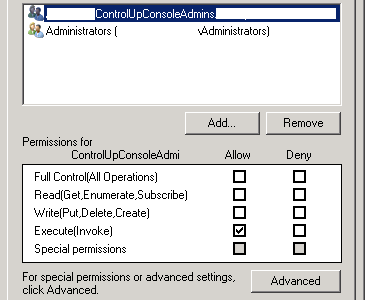 ControlUpConsoleAdmins
Administrators ( \Administrators)
Add... Remove
Permissions for
ControlUpConsoleAdmi Allow Deny
Full Control(All Operations)
Read(Get,Enumerate,Subscribe)
Write(Put,Delete,Create)
Execute(Invoke)
Special permissions
For special permissions or advanced settings,
click Advanced. Advanced